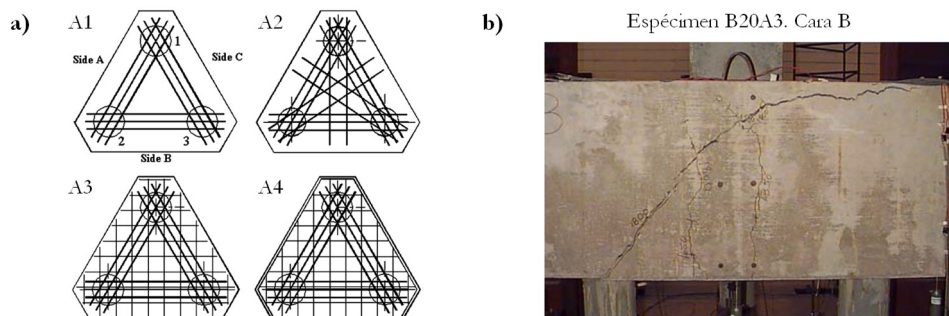 a)
A1
1
Side A
Side C
2
3
Side B
A2
A3
A4
b)
Espécimen B20A3. Cara B